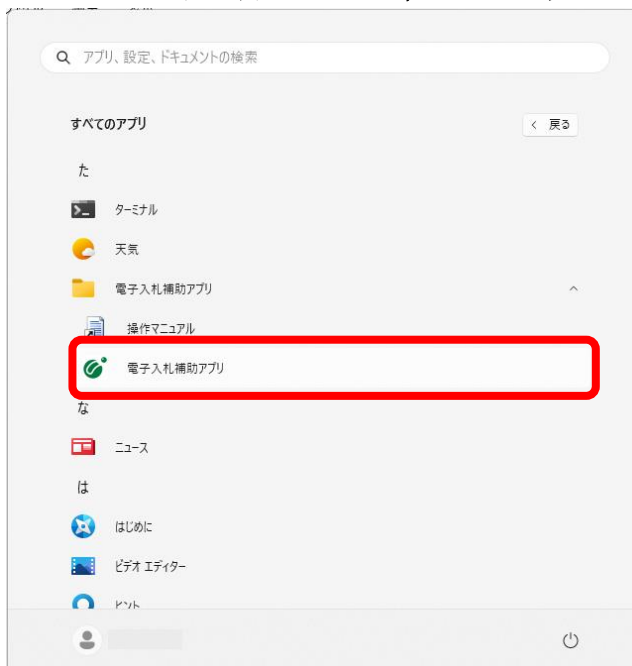 アプリ、設定、ドキュメントの検索
すべてのアプリ
< 戻る
た
ターミナル
天気
電子入札補助アプリ
操作マニュアル
電子入札補助アプリ
な
ニュース
は
はじめに
ビデオ エディター
ヒント